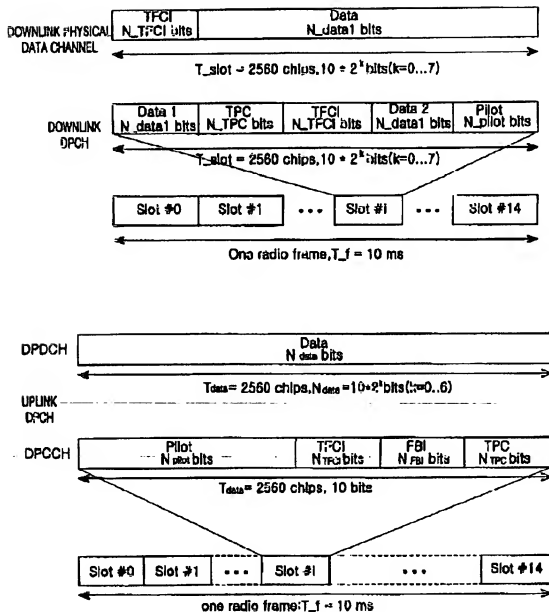 TFCI
N_TFCI bits
Data
N_data1 bits
DOWNLINK PHYSICAL
DATA CHANNEL
T_slot = 2560 chips,10 * 2^k bits(k=0...7)
Data 1
N_data1 bits
TPC
N_TPC bits
TFCI
N_TFCI bits
Data 2
N_data1 bits
Pilot
N_pilot bits
DOWNLINK
DPCH
T_slot = 2560 chips,10 * 2^k bits(k=0...7)
Slot #0 Slot #1 • • • Slot #i • • • Slot #14
One radio frame,T_f = 10 ms
DPDCH
Data
N data bits
Tdata= 2560 chips,Ndata=10*2^k bits(k=0..6)
UPLINK
DPCH
DPCCH
Pilot
N pilot bits
TFCI
N TFCI bits
FBI
N FBI bits
TPC
N TPC bits
Tdata= 2560 chips, 10 bits
Slot #0 Slot #1 • • • Slot #i • • • Slot #14
one radio frame:T_f = 10 ms